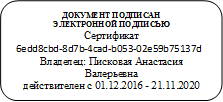 ДОКУМЕНТ ПОДПИСАН
ЭЛЕКТРОННОЙ ПОДПИСЬЮ
Сертификат
6edd8cbd-8d7b-4cad-b053-02e59b75137d
Владелец: Писковая Анастасия
Валерьевна
действителен с 01.12.2016 - 21.11.2020